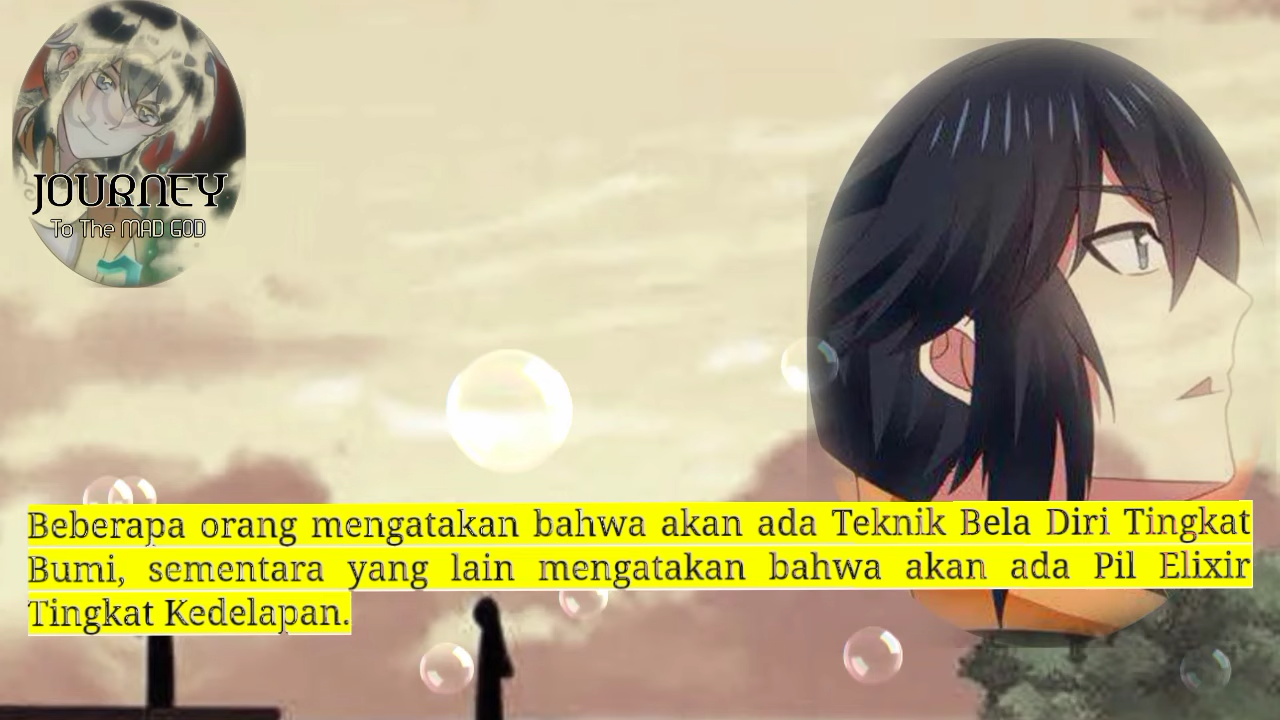 JOURNEY
To The MAD GOD
Beberapa orang mengatakan bahwa akan ada Teknik Bela Diri Tingkat
Bumi, sementara yang lain mengatakan bahwa akan ada Pil Elixir
Tingkat Kedelapan.